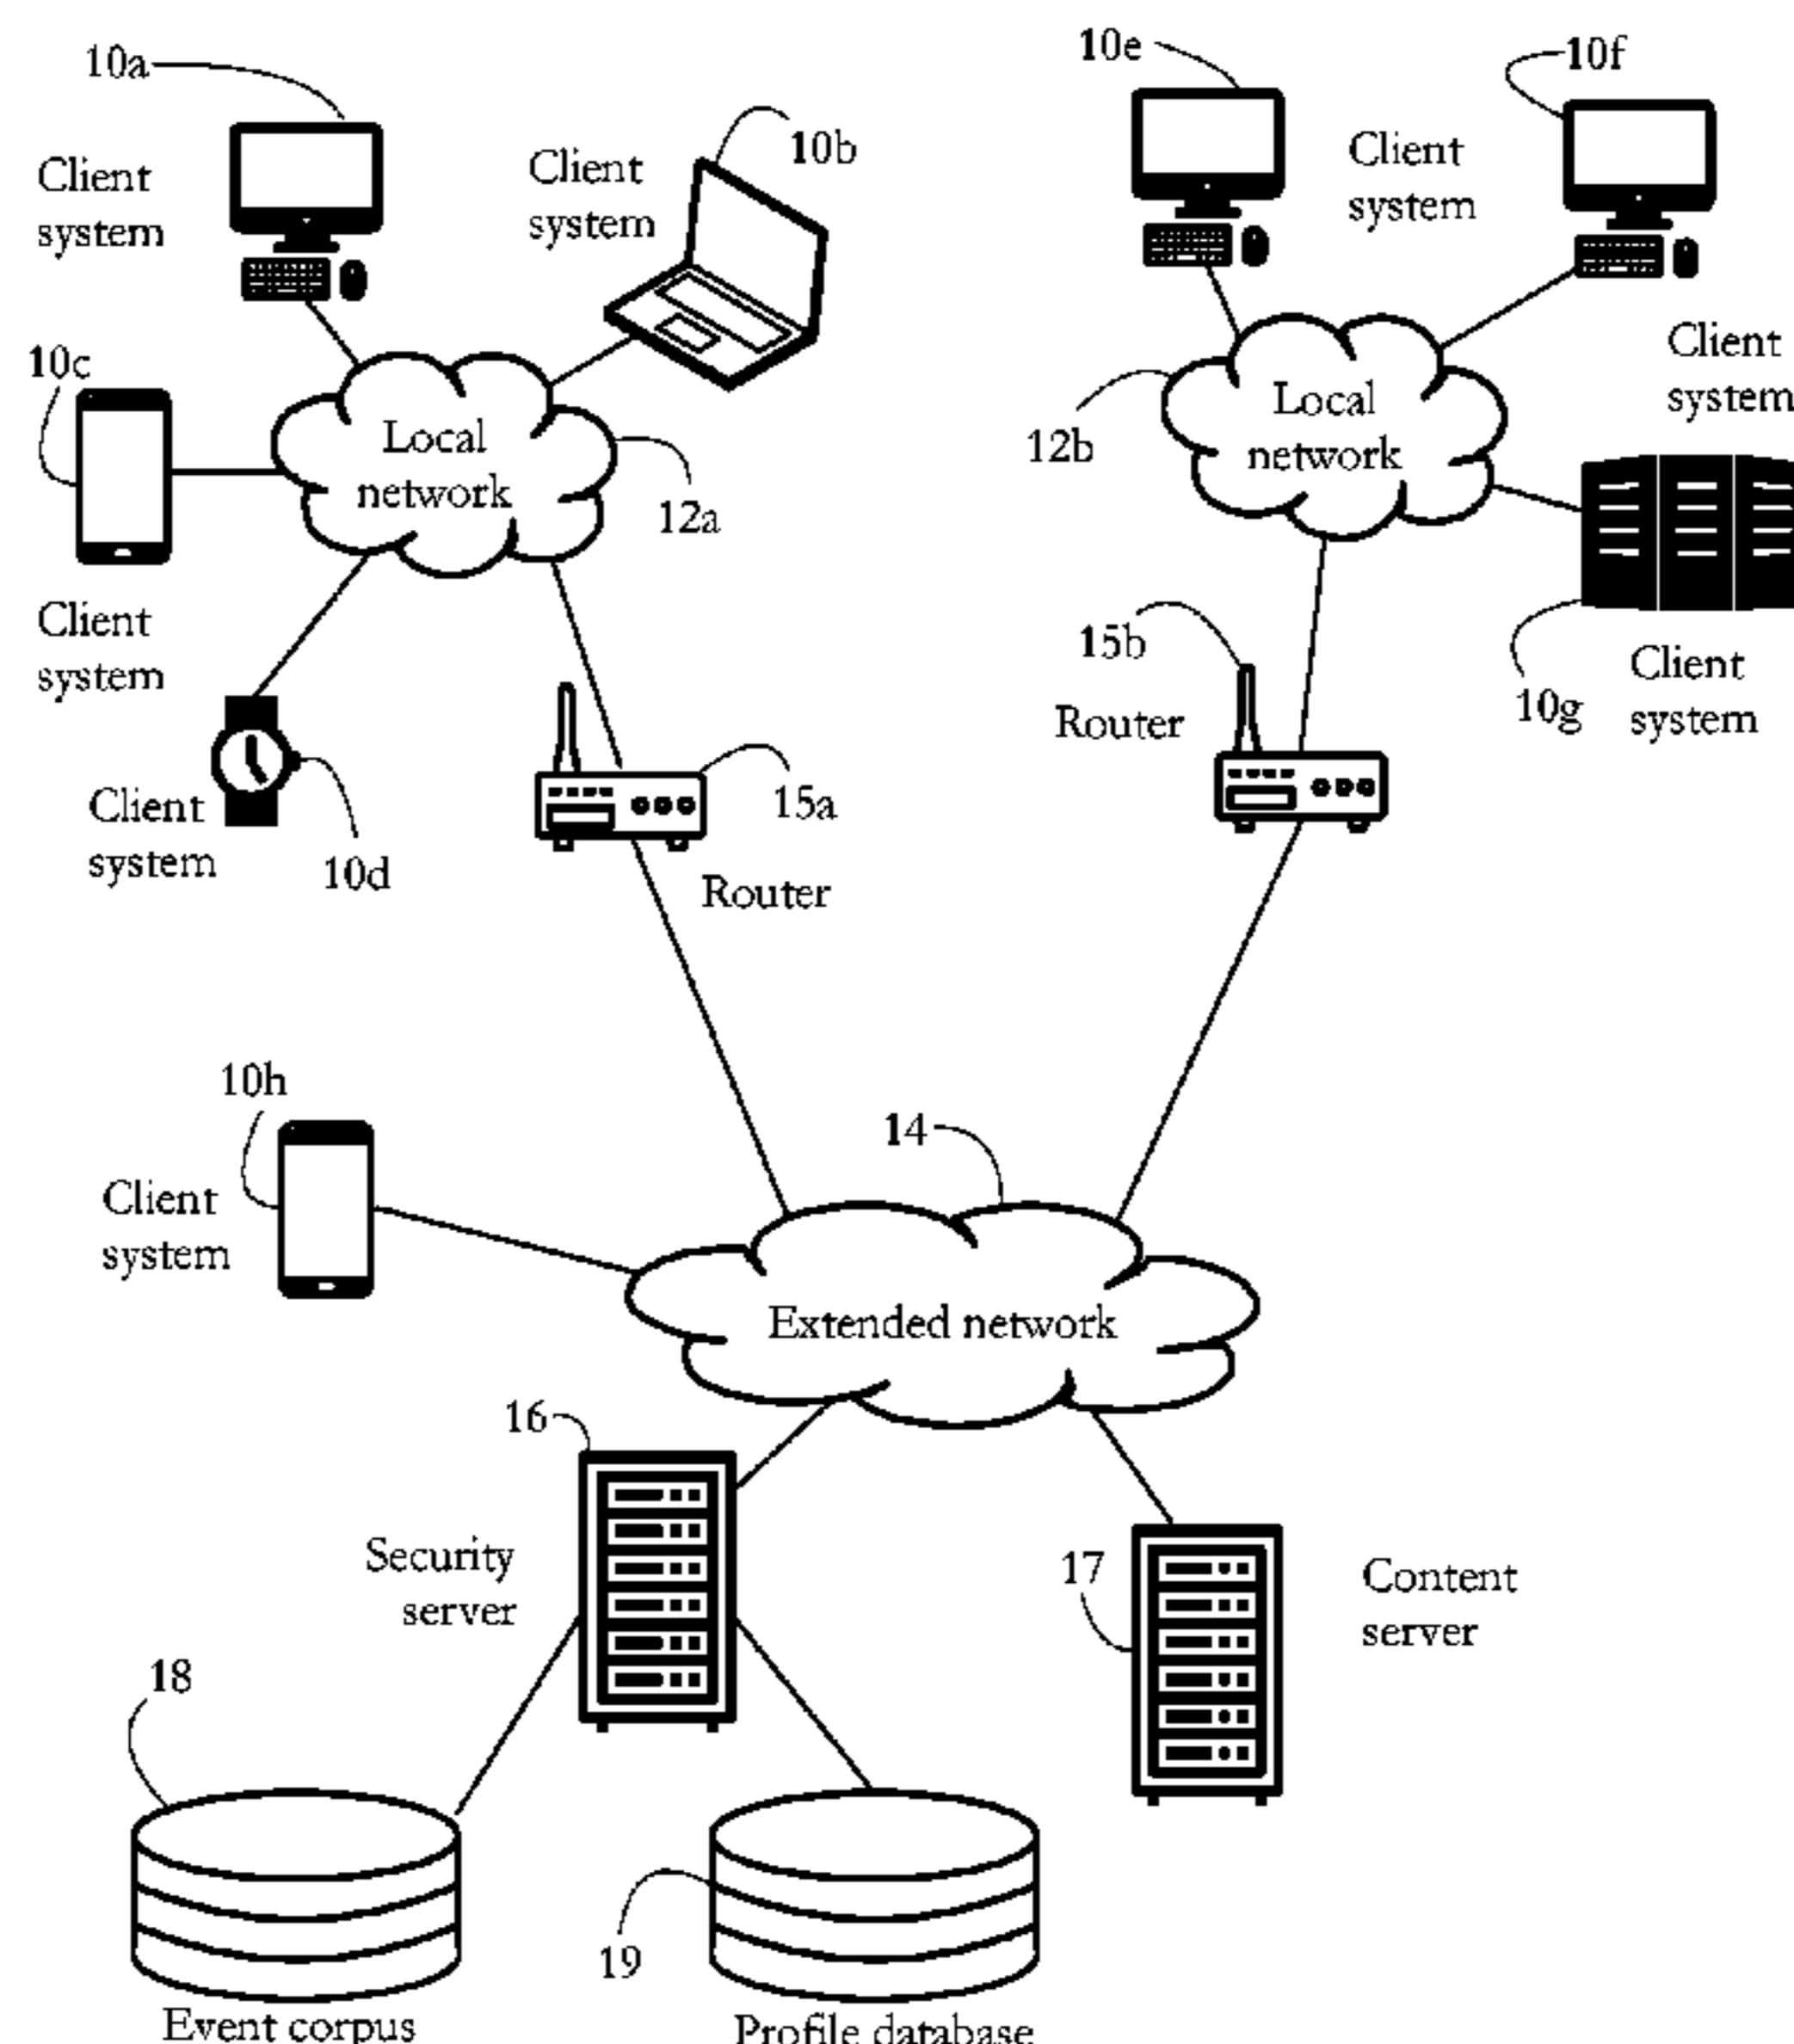 10a
Client
system
Client
system
10b
10e
Client
system
10f
10c
Local
network
12a
Client
system
Client
system
10d
15a
Router
12b
Local
network
Client
system
15b
Router
10g
Client
system
10h
Client
system
14
Extended network
16
Security
server
17
Content
server
18
19
Event corpus
Profile database